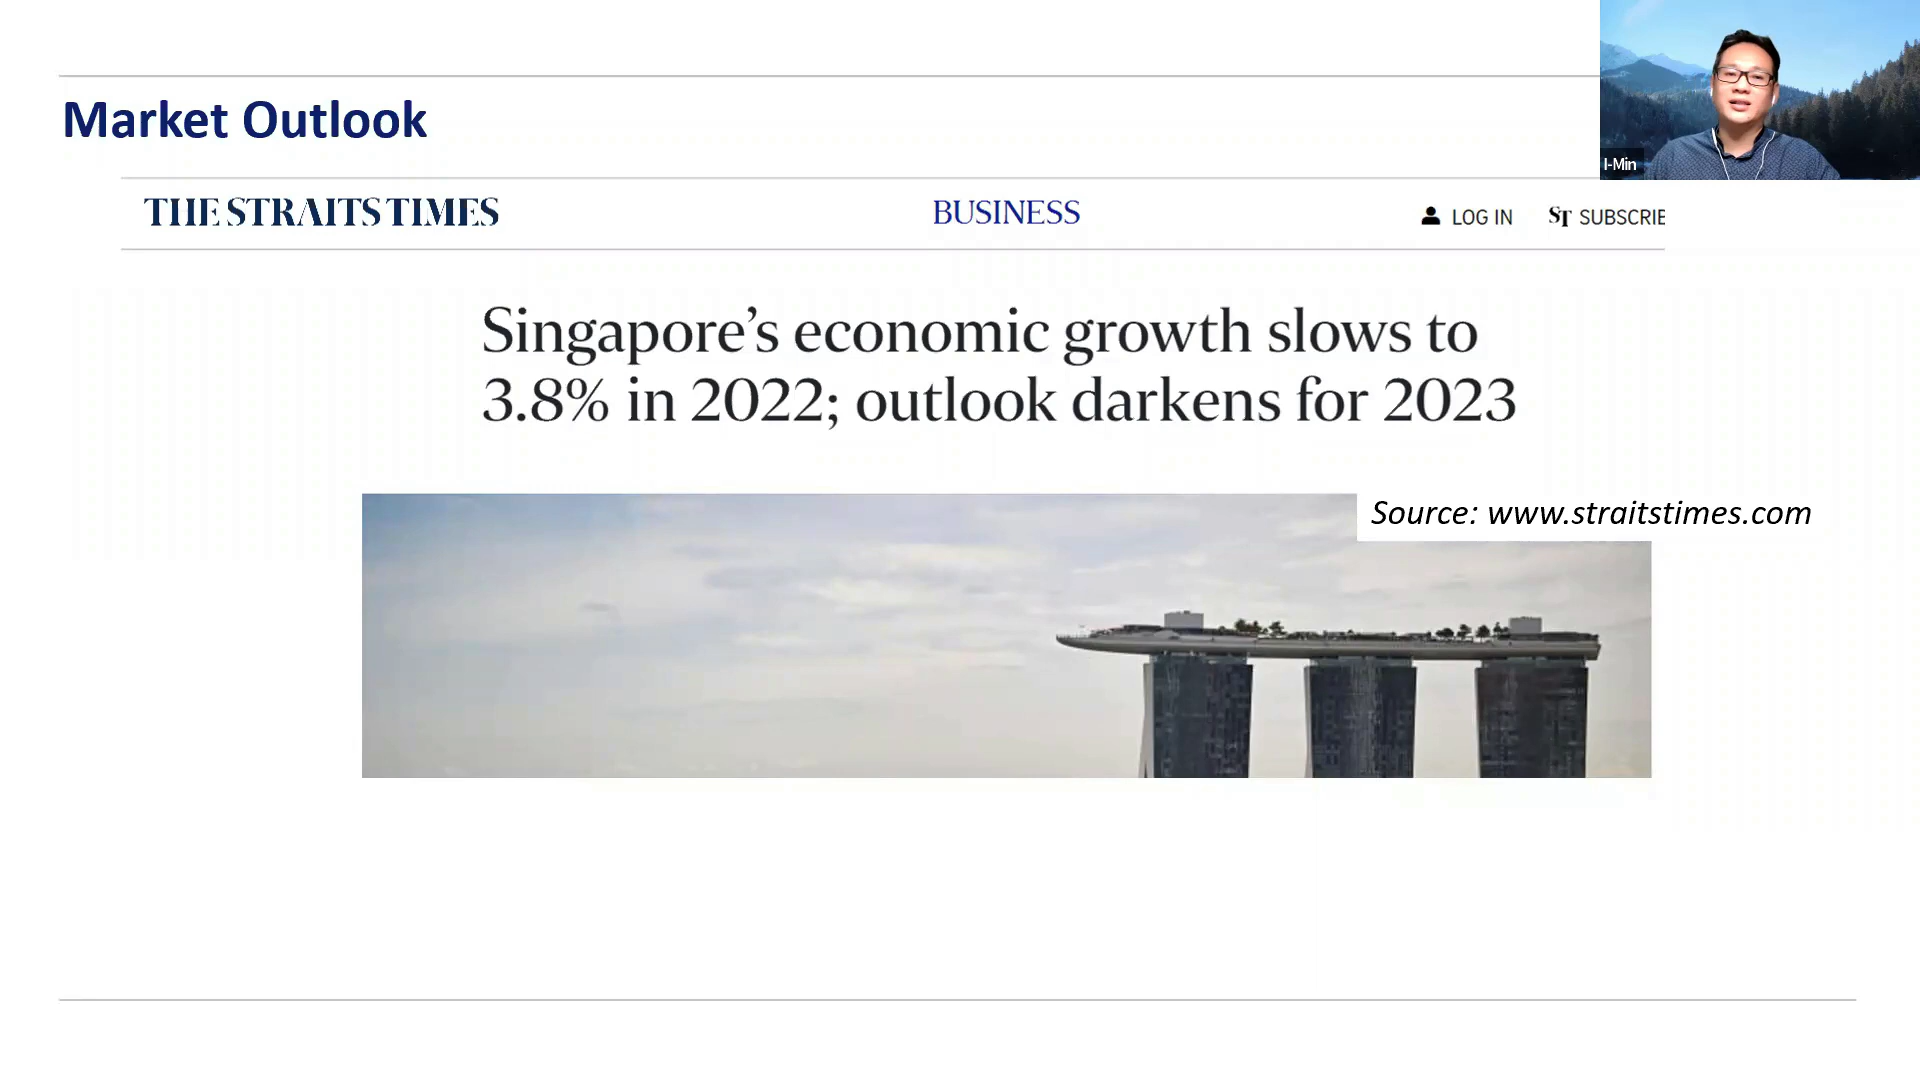 Market Outlook
I-Min
THE STRAITS TIMES
BUSINESS
LOG IN
ST SUBSCRIE
Singapore’s economic growth slows to
3.8% in 2022; outlook darkens for 2023
Source: www.straitstimes.com